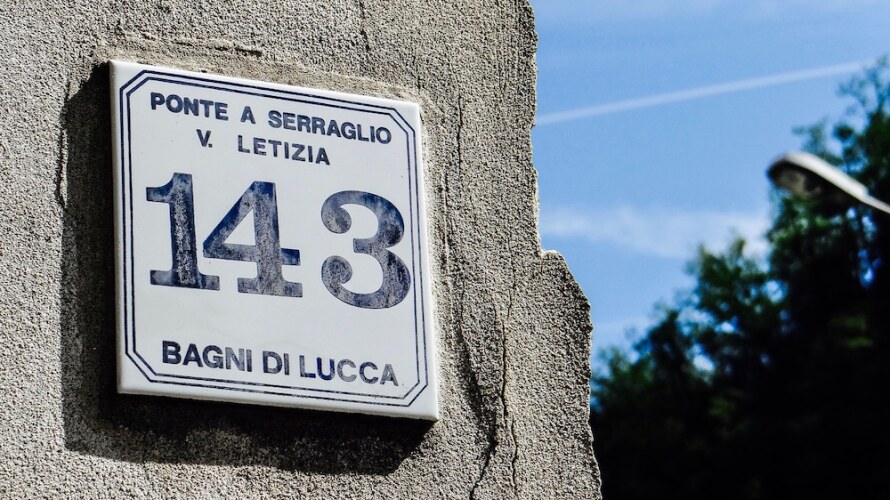 PONTE A SERRAGLIO
V. LETIZIA
143
BAGNI DI LUCCA